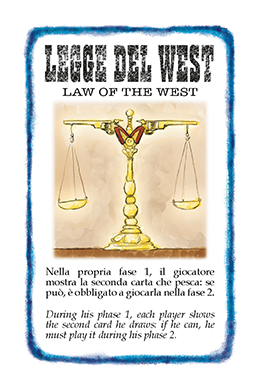 LEGGE DEL WEST
LAW OF THE WEST
Nella propria fase 1, il giocatore
mostra la seconda carta che pesca: se
può, è obbligato a giocarla nella fase 2.
During his phase 1, each player shows
the second card he draws: if he can, he
must play it during his phase 2.